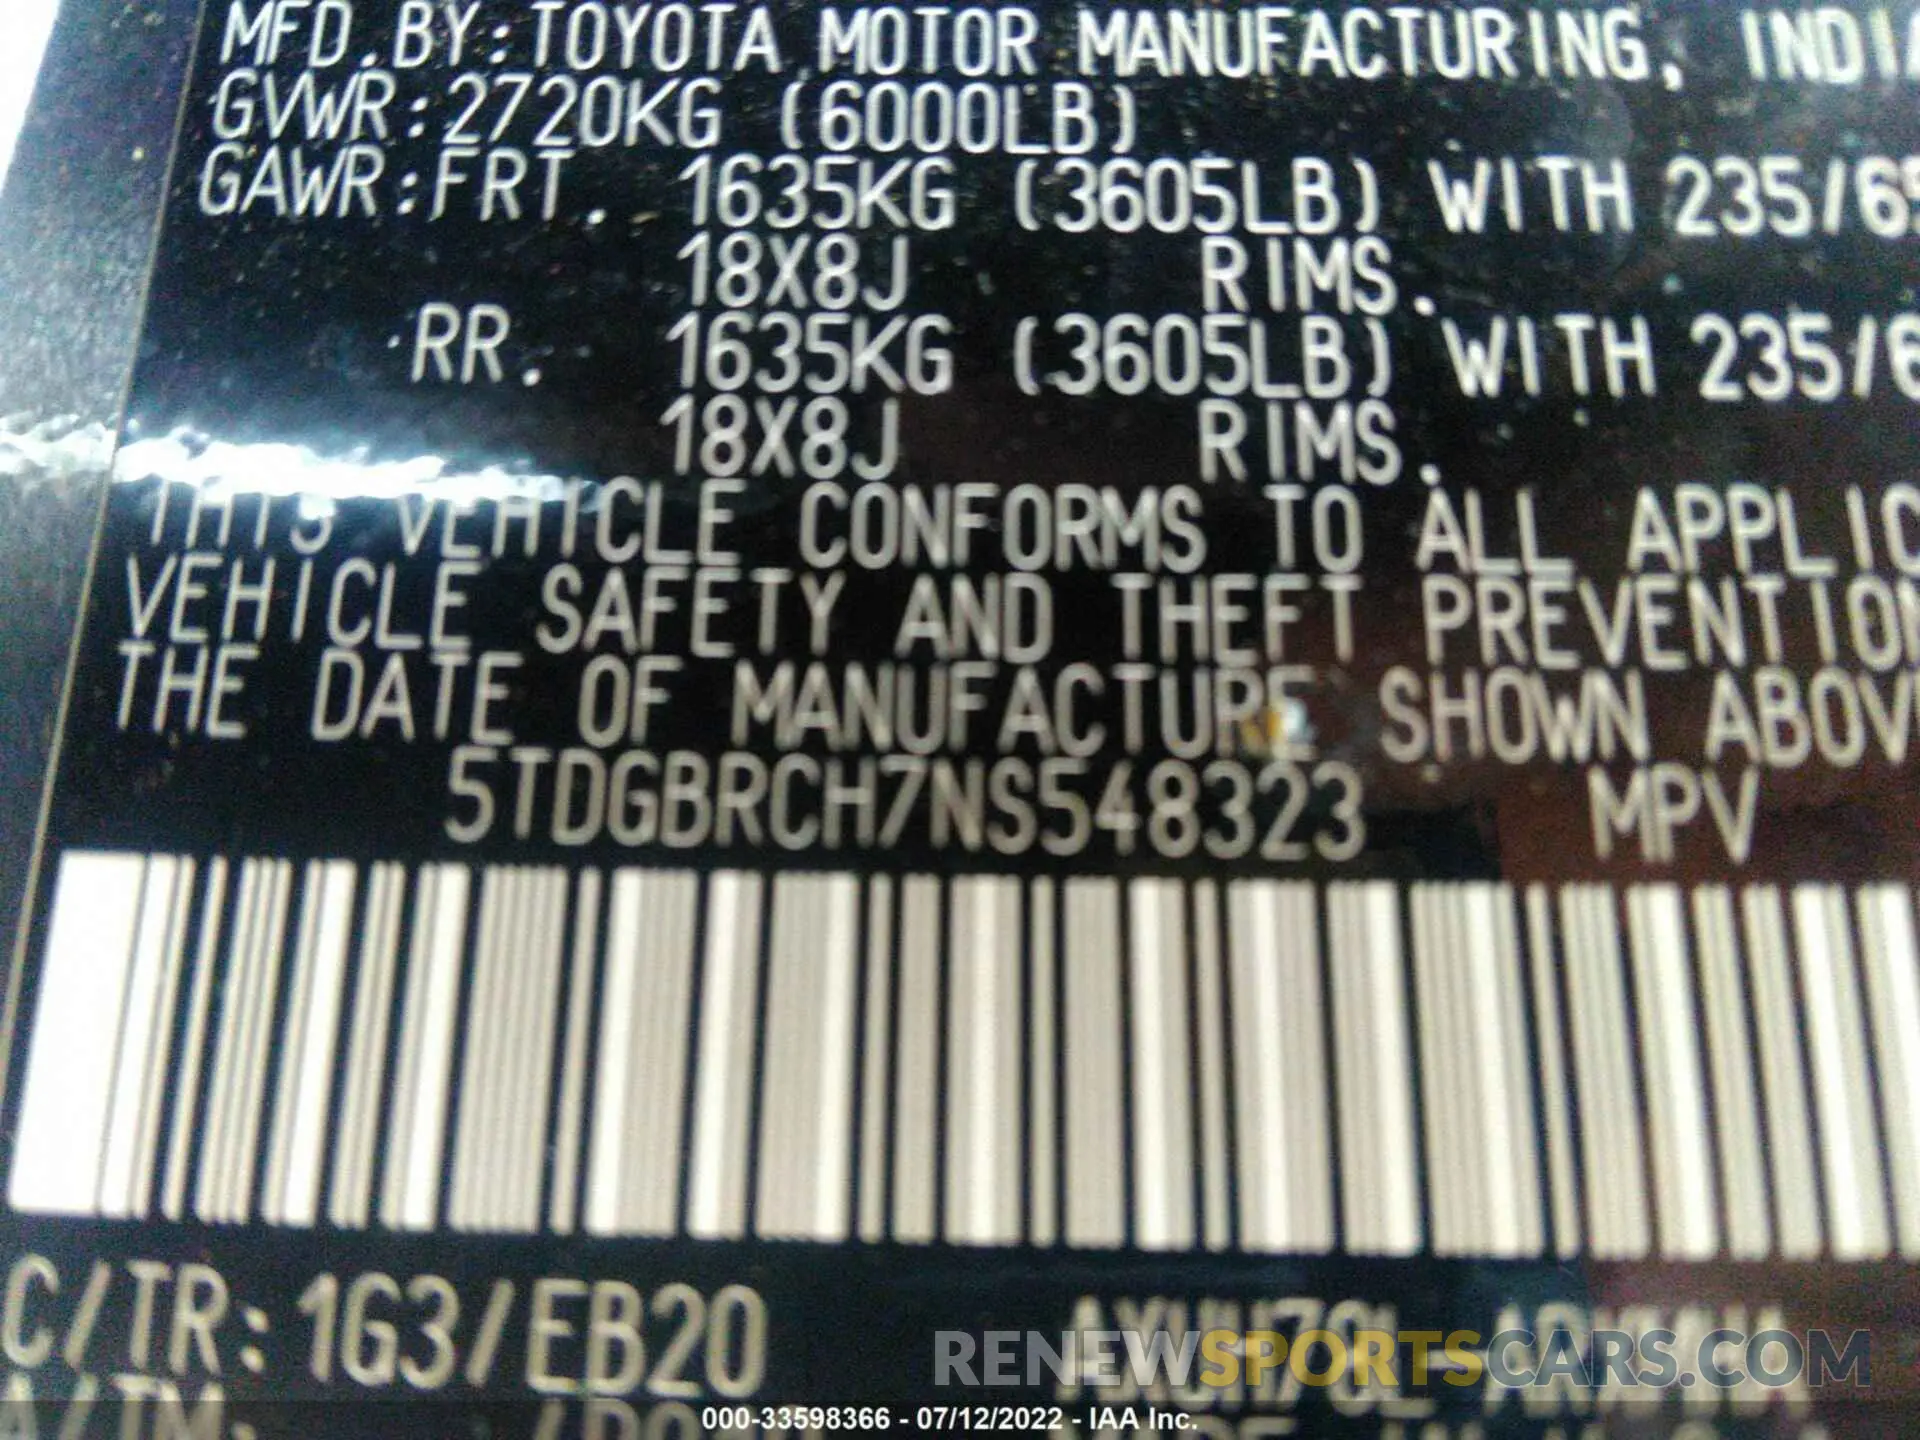 MFD.BY:TOYOTA MOTOR MANUFACTURING, INDIA
GVWR:2720KG (6000LB)
GAWR:FRT. 1635KG (3605LB) WITH 235/65
18X8J RIMS.
RR. 1635KG (3605LB) WITH 235/6
18X8J RIMS.
THIS VEHICLE CONFORMS TO ALL APPLIC
VEHICLE SAFETY AND THEFT PREVENTION
THE DATE OF MANUFACTURE SHOWN ABOVE
5TDGBRCH7NS548323 MPV
C/TR:1G3/EB20
RENEWSPORTSCARS.COM
000-33598366 - 07/12/2022 - IAA Inc.